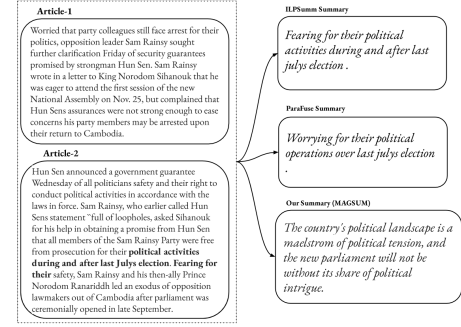 Article-1
Worried that party colleagues still face arrest for their
politics, opposition leader Sam Rainsy sought
further clarification Friday of security guarantees
promised by strongman Hun Sen. Sam Rainsy
wrote in a letter to King Norodom Sihanouk that he
was eager to attend the first session of the new
National Assembly on Nov. 25, but complained that
Hun Sens assurances were not strong enough to ease
concerns his party members may be arrested upon
their return to Cambodia.
Article-2
Hun Sen announced a government guarantee
Wednesday of all politicians safety and their right to
conduct political activities in accordance with the
laws in force. Sam Rainsy, who earlier called Hun
Sens statement ``full of loopholes, asked Sihanouk
for his help in obtaining a promise from Hun Sen
that all members of the Sam Rainsy Party were free
from prosecution for their political activities
during and after last Julys election. Fearing for
their safety, Sam Rainsy and his then-ally Prince
Norodom Ranariddh led an exodus of opposition
lawmakers out of Cambodia after parliament was
ceremonially opened in late September.
ILPSumm Summary
Fearing for their political
activities during and after last
julys election .
ParaFuse Summary
Worrying for their political
operations over last julys election
.
Our Summary (MAGSUM)
The country's political landscape is a
maelstrom of political tension, and
the new parliament will not be
without its share of political
intrigue.